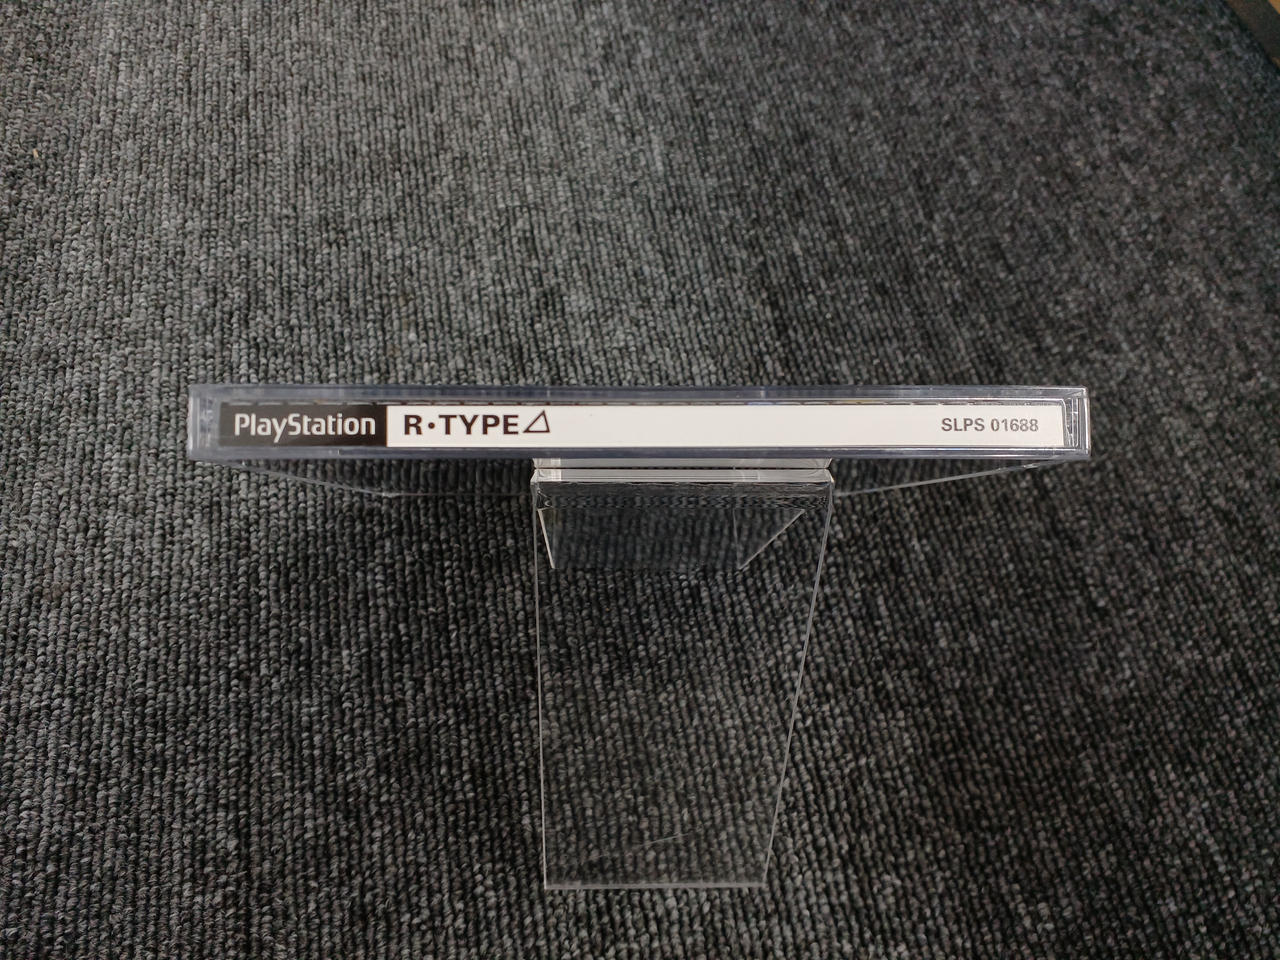 PlayStation R•TYPE△ SLPS 01688